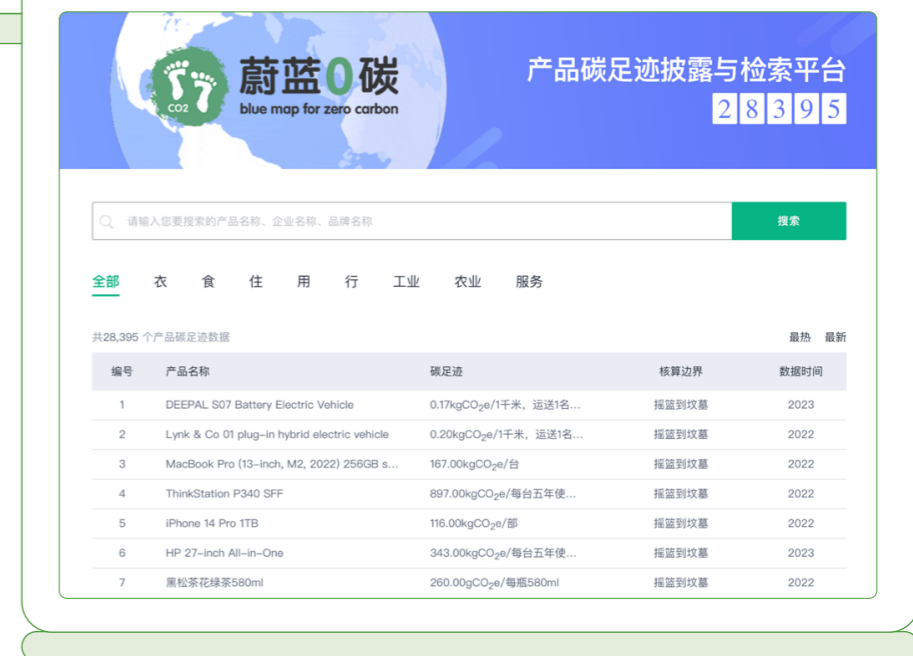 蔚蓝0碳
CO2
blue map for zero carbon
产品碳足迹披露与检索平台
28395
请输入您要搜索的产品名称、企业名称、品牌名称
搜索
全部 衣 食 住 用 行 工业 农业 服务
共28,395 个产品碳足迹数据 最热 最新
编号 产品名称 碳足迹 核算边界 数据时间
1 DEEPAL S07 Battery Electric Vehicle 0.17kgCO₂e/1千米，运送1名... 摇篮到坟墓 2023
2 Lynk & Co 01 plug-in hybrid electric vehicle 0.20kgCO₂e/1千米，运送1名... 摇篮到坟墓 2022
3 MacBook Pro (13-inch, M2, 2022) 256GB s... 167.00kgCO₂e/台 摇篮到坟墓 2022
4 ThinkStation P340 SFF 897.00kgCO₂e/每台五年使... 摇篮到坟墓 2022
5 iPhone 14 Pro 1TB 116.00kgCO₂e/部 摇篮到坟墓 2022
6 HP 27-inch All-in-One 343.00kgCO₂e/每台五年使... 摇篮到坟墓 2023
7 黑松茶花绿茶580ml 260.00gCO₂e/每瓶580ml 摇篮到坟墓 2022